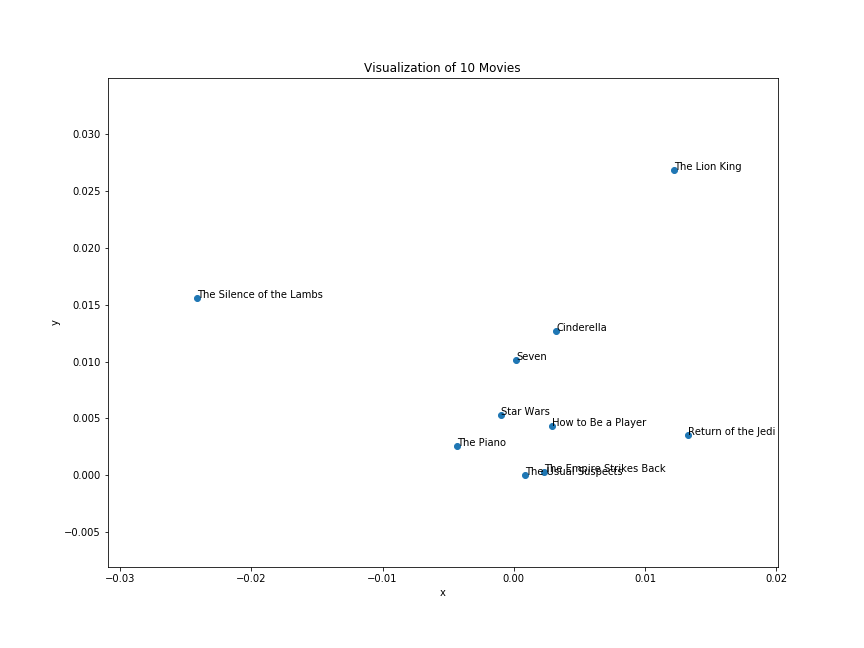 Visualization of 10 Movies
0.030
The Lion King
0.025
0.020
The Silence of the Lambs
0.015
y
Cinderella
Seven
0.010
Star Wars
0.005
How to Be a Player
Return of the Jedi
The Piano
The Empire Strikes Back
The Usual Suspects
0.000
−0.005
−0.03
−0.02
−0.01
0.00
0.01
0.02
x